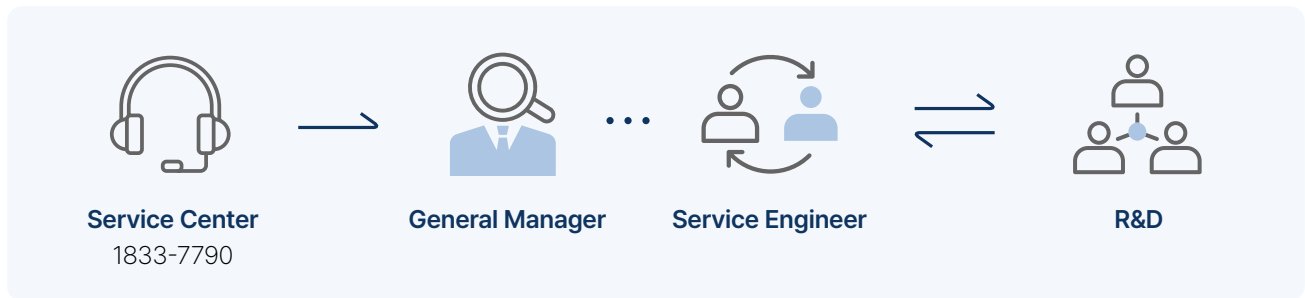 Service Center
1833-7790
General Manager
Service Engineer
R&D